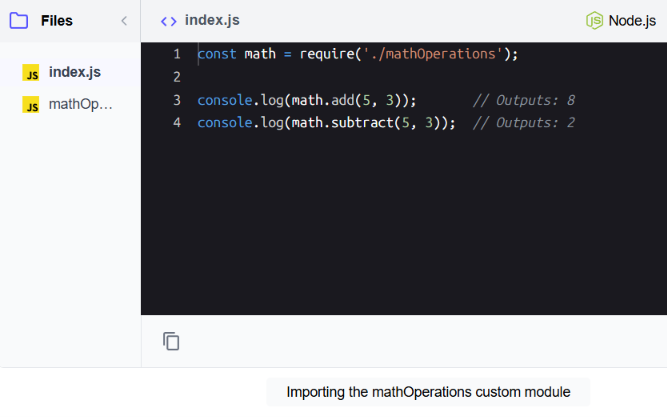 Files
index.js
Node.js
JS index.js
JS mathOp...
1 const math = require('./mathOperations');
2
3 console.log(math.add(5, 3));       // Outputs: 8
4 console.log(math.subtract(5, 3));  // Outputs: 2
Importing the mathOperations custom module